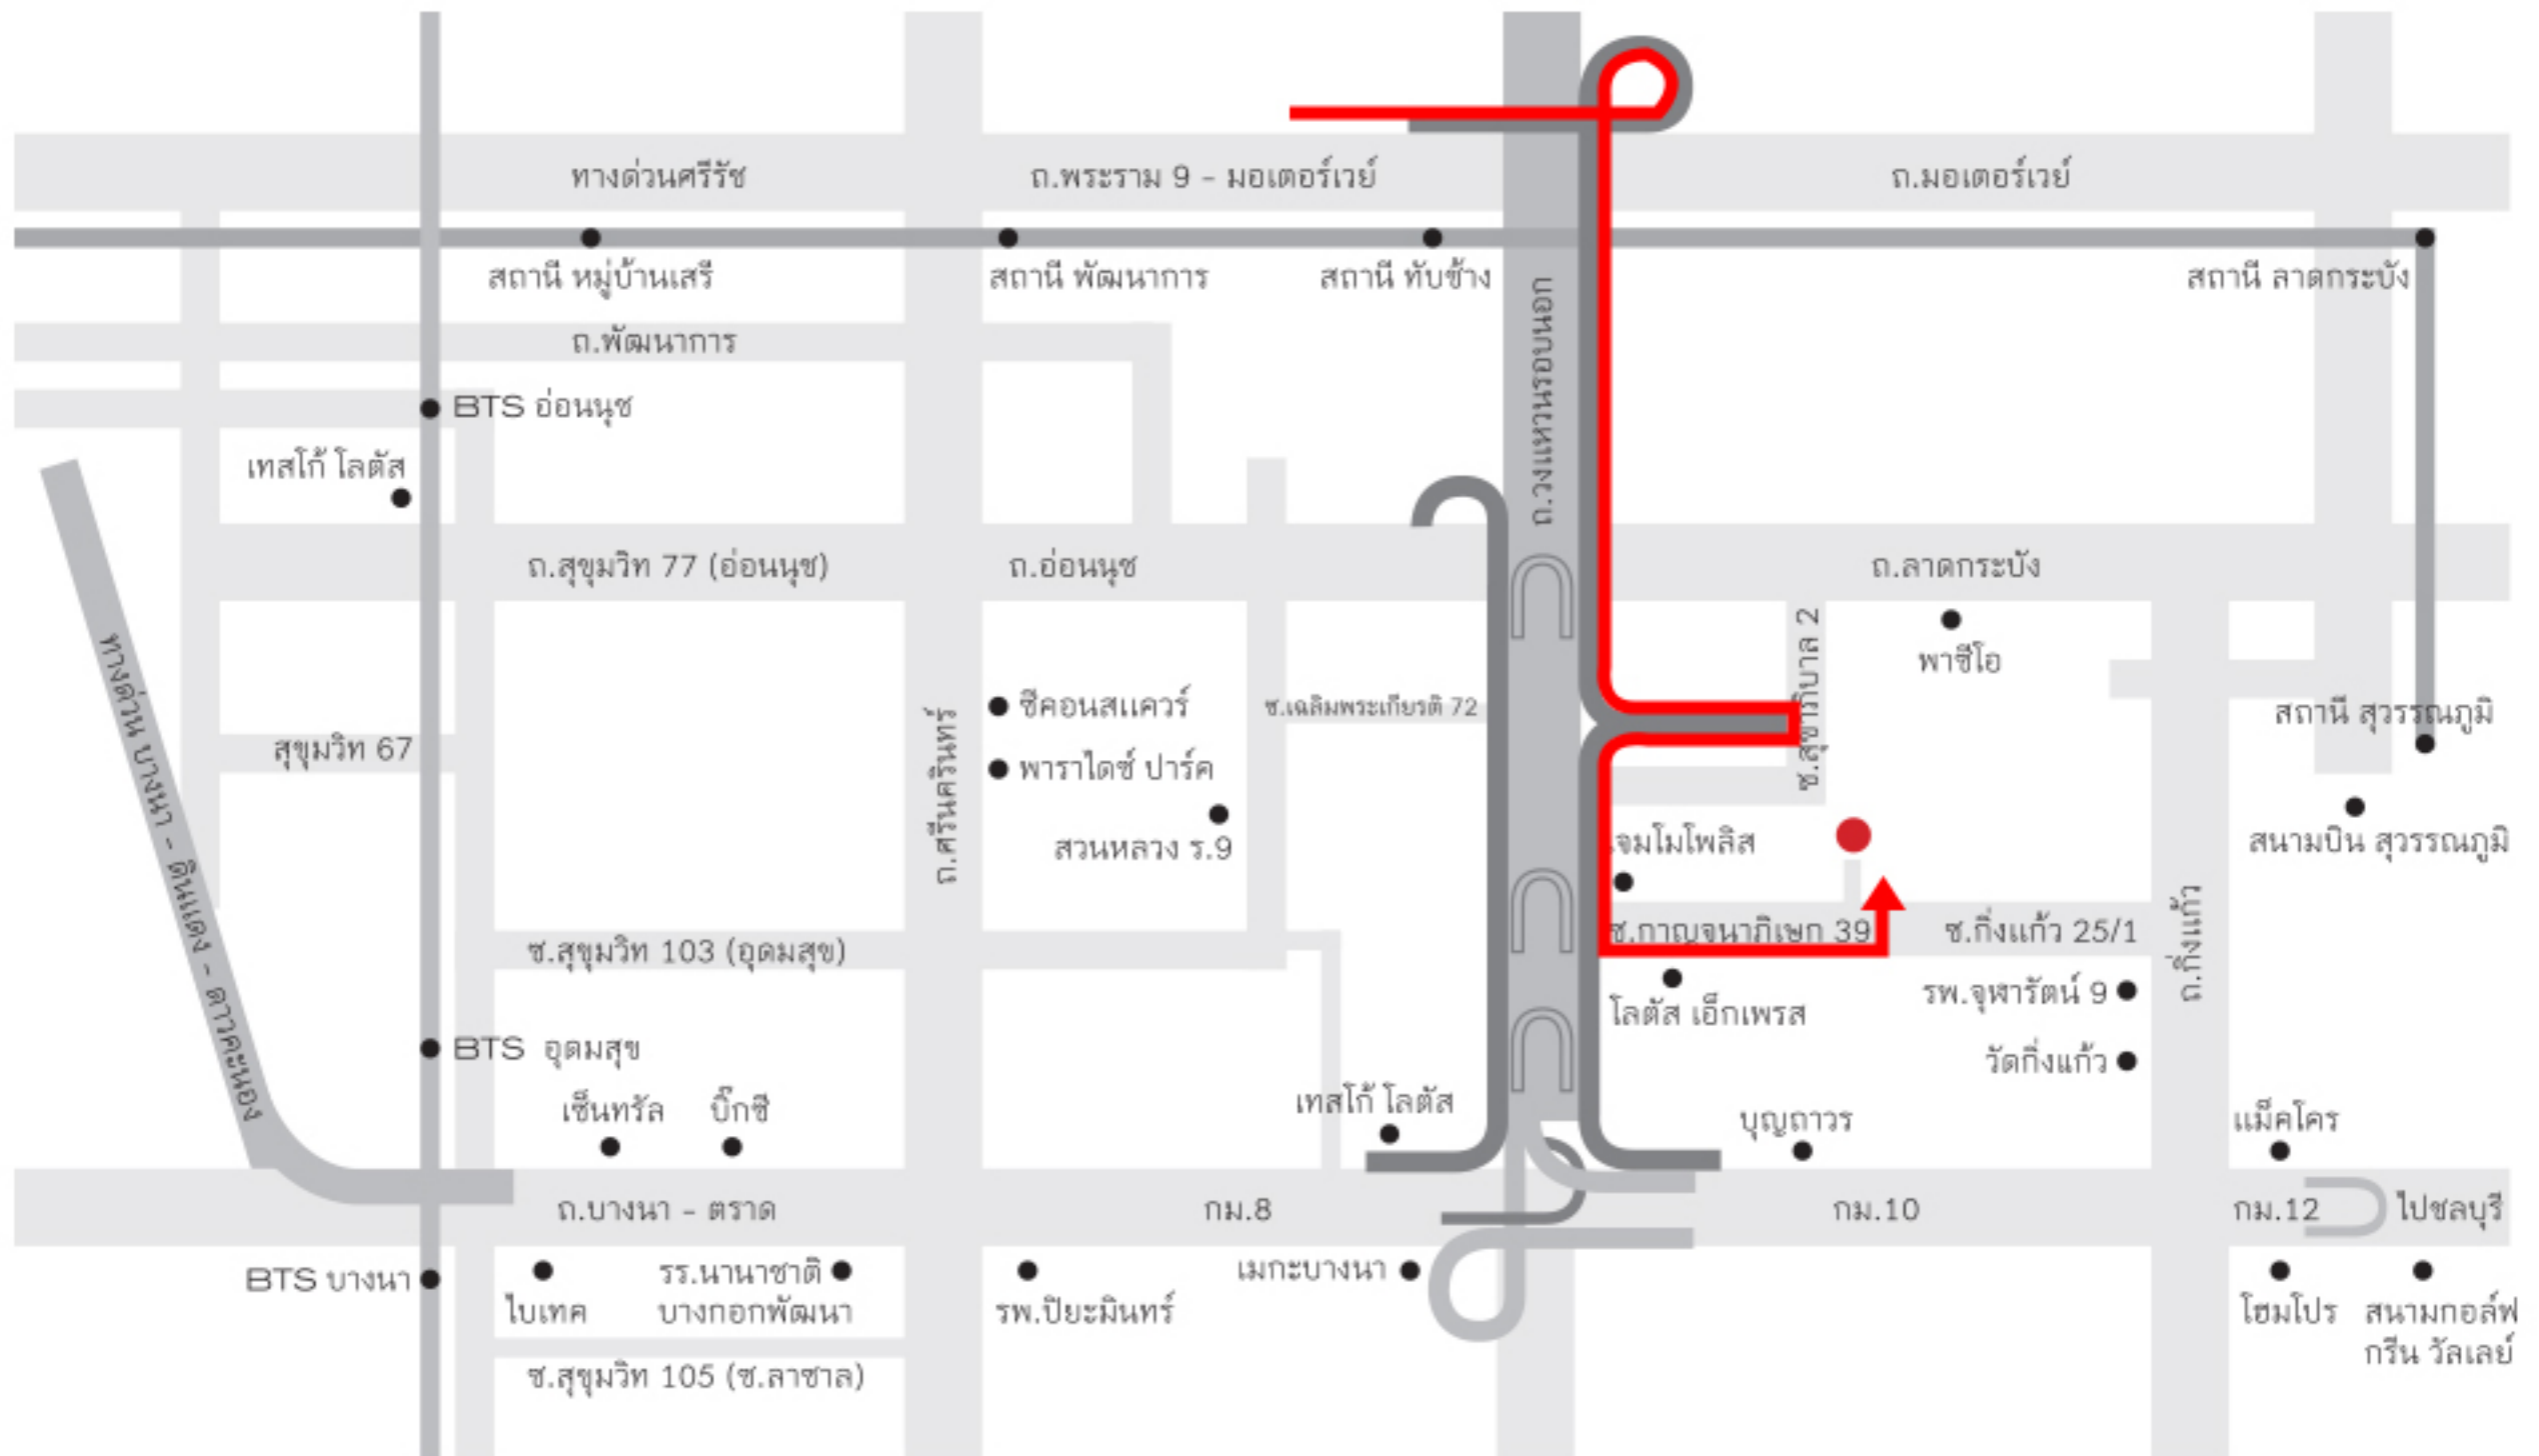 ทางด่วนศรีรัช
ถ.พระราม 9 - มอเตอร์เวย์
ถ.มอเตอร์เวย์
สถานี หมู่บ้านเสรี
สถานี พัฒนาการ
สถานี ทับช้าง
สถานี ลาดกระบัง
ถ.วงแหวนรอบนอก
ถ.พัฒนาการ
BTS อ่อนนุช
เทสโก้ โลตัส
ถ.สุขุมวิท 77 (อ่อนนุช)
ถ.อ่อนนุช
ถ.ลาดกระบัง
ทางด่วน บางนา - ดินแดง - ดาวคะนอง
ซ.สุขาภิบาล 2
พาซีโอ
สุขุมวิท 67
ถ.ศรีนครินทร์
ซีคอนสแควร์
ซ.เฉลิมพระเกียรติ 72
สถานี สุวรรณภูมิ
พาราไดซ์ ปาร์ค
สวนหลวง ร.9
เจมโมโพลิส
สนามบิน สุวรรณภูมิ
ซ.สุขุมวิท 103 (อุดมสุข)
ซ.กาญจนาภิเษก 39
ซ.กิ่งแก้ว 25/1
ถ.กิ่งแก้ว
รพ.จุฬารัตน์ 9
โลตัส เอ็กเพรส
BTS อุดมสุข
วัดกิ่งแก้ว
เซ็นทรัล
บิ๊กซี
เทสโก้ โลตัส
บุญถาวร
แม็คโคร
ถ.บางนา - ตราด
กม.8
กม.10
กม.12
ไปชลบุรี
BTS บางนา
ไบเทค
รร.นานาชาติ
บางกอกพัฒนา
รพ.ปิยะมินทร์
เมกะบางนา
โฮมโปร
สนามกอล์ฟ
กรีน วัลเลย์
ซ.สุขุมวิท 105 (ซ.ลาซาล)